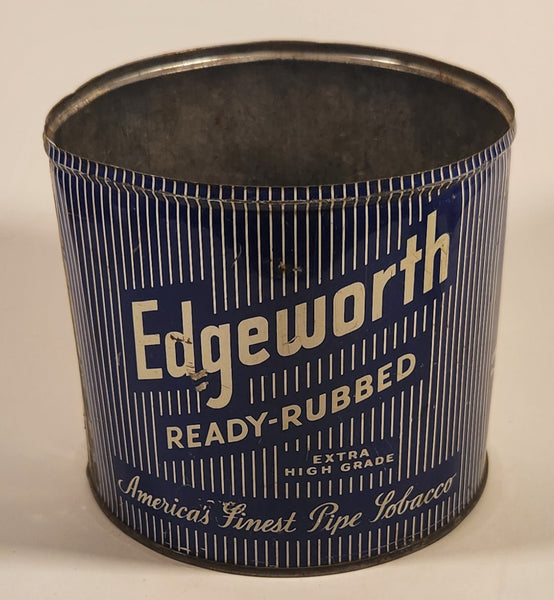 Edgeworth
READY-RUBBED
EXTRA
HIGH GRADE
America's Finest Pipe Tobacco